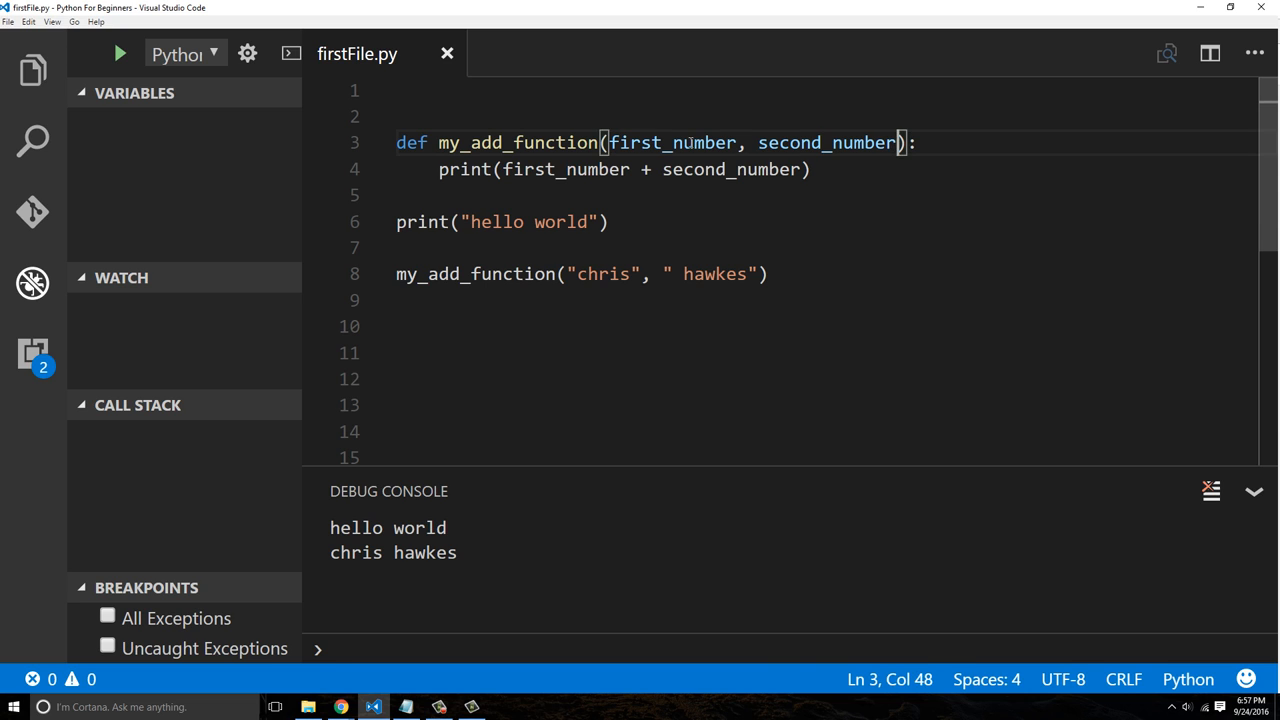 firstFile.py - Python For Beginners - Visual Studio Code
File Edit View Go Help
Python
firstFile.py
VARIABLES
WATCH
CALL STACK
BREAKPOINTS
All Exceptions
Uncaught Exceptions
2
1
2
3 def my_add_function(first_number, second_number):
4 print(first_number + second_number)
5
6 print("hello world")
7
8 my_add_function("chris", " hawkes")
9
10
11
12
13
14
15
DEBUG CONSOLE
hello world
chris hawkes
0 0
Ln 3, Col 48 Spaces: 4 UTF-8 CRLF Python
I'm Cortana. Ask me anything.
6:57 PM
9/24/2016